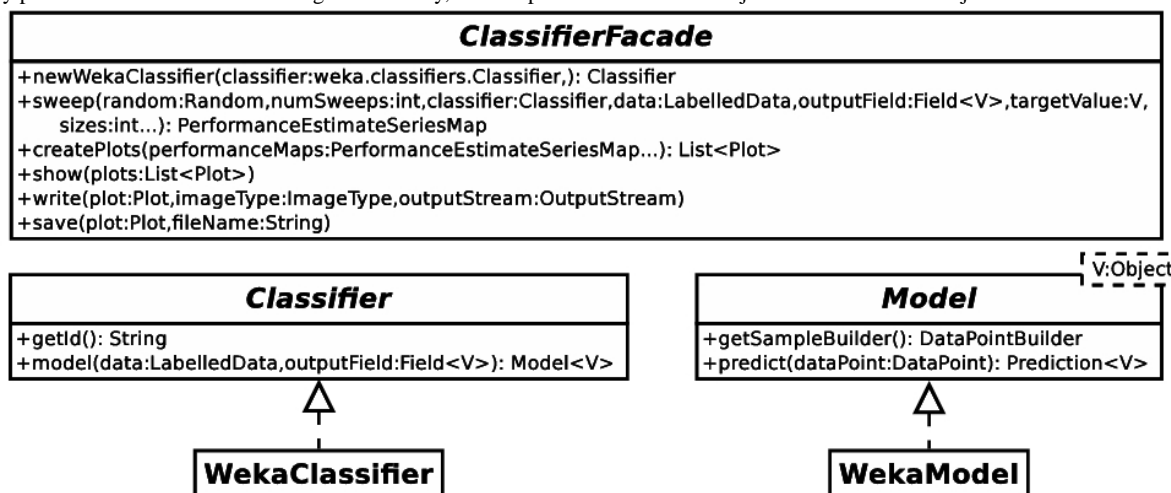 ClassifierFacade
+newWekaClassifier(classifier:weka.classifiers.Classifier,): Classifier
+sweep(random:Random,numSweeps:int,classifier:Classifier,data:LabelledData,outputField:Field<V>,targetValue:V,
sizes:int...): PerformanceEstimateSeriesMap
+createPlots(performanceMaps:PerformanceEstimateSeriesMap...): List<Plot>
+show(plots:List<Plot>)
+write(plot:Plot,imageType:ImageType,outputStream:OutputStream)
+save(plot:Plot,fileName:String)
V:Object
Classifier
+getId(): String
+model(data:LabelledData,outputField:Field<V>): Model<V>
Model
+getSampleBuilder(): DataPointBuilder
+predict(dataPoint:DataPoint): Prediction<V>
WekaClassifier
WekaModel